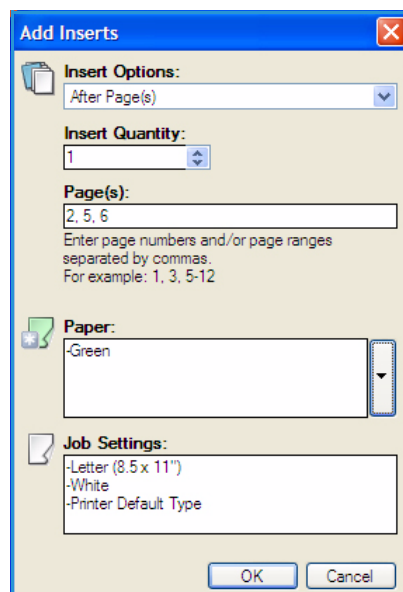 Add Inserts
Insert Options:
After Page(s)
Insert Quantity:
1
Page(s):
2, 5, 6
Enter page numbers and/or page ranges
separated by commas.
For example: 1, 3, 5-12
Paper:
-Green
Job Settings:
-Letter (8.5 x 11")
-White
-Printer Default Type
OK Cancel